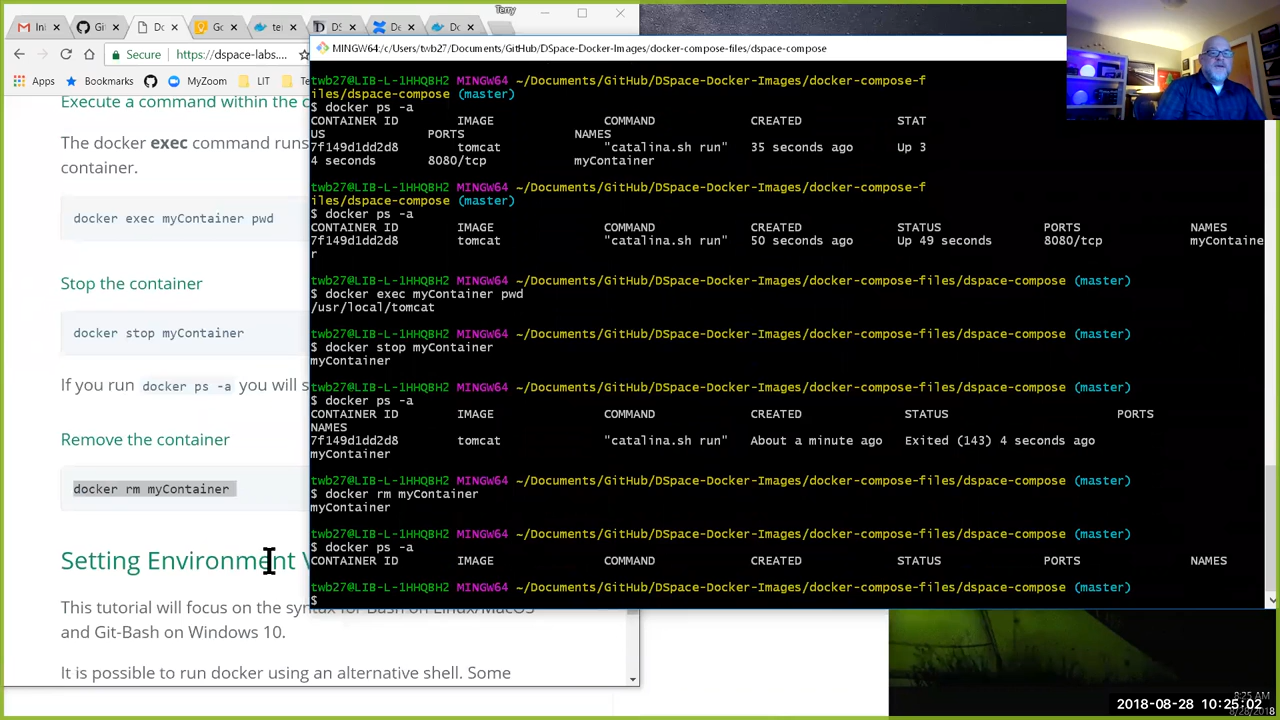 Terry
In
Git
Do
Go
ter
DS
De
Do
https://dspace-labs.
Apps
Bookmarks
MyZoom
LIT
Execute a command within the c
The docker exec command runs
container.
docker exec myContainer pwd
Stop the container
docker stop myContainer
If you run docker ps -a you will s
Remove the container
docker rm myContainer
Setting Environment V
This tutorial will focus on the syntax for Bash on Linux/MacOS
and Git-Bash on Windows 10.
It is possible to run docker using an alternative shell. Some
MINGW64:/c/Users/twb27/Documents/GitHub/DSpace-Docker-Images/docker-compose-files/dspace-compose
twb27@LIB-L-1HHQBH2 MINGW64 ~/Documents/GitHub/DSpace-Docker-Images/docker-compose-f
iles/dspace-compose (master)
$ docker ps -a
CONTAINER ID IMAGE COMMAND CREATED STAT
US PORTS NAMES
7f149d1dd2d8 tomcat "catalina.sh run" 35 seconds ago Up 3
4 seconds 8080/tcp myContainer
twb27@LIB-L-1HHQBH2 MINGW64 ~/Documents/GitHub/DSpace-Docker-Images/docker-compose-f
iles/dspace-compose (master)
$ docker ps -a
CONTAINER ID IMAGE COMMAND CREATED STATUS PORTS NAMES
7f149d1dd2d8 tomcat "catalina.sh run" 50 seconds ago Up 49 seconds 8080/tcp myContaine
r
twb27@LIB-L-1HHQBH2 MINGW64 ~/Documents/GitHub/DSpace-Docker-Images/docker-compose-files/dspace-compose (master)
$ docker exec myContainer pwd
/usr/local/tomcat
twb27@LIB-L-1HHQBH2 MINGW64 ~/Documents/GitHub/DSpace-Docker-Images/docker-compose-files/dspace-compose (master)
$ docker stop myContainer
myContainer
twb27@LIB-L-1HHQBH2 MINGW64 ~/Documents/GitHub/DSpace-Docker-Images/docker-compose-files/dspace-compose (master)
$ docker ps -a
CONTAINER ID IMAGE COMMAND CREATED STATUS PORTS
NAMES
7f149d1dd2d8 tomcat "catalina.sh run" About a minute ago Exited (143) 4 seconds ago
myContainer
twb27@LIB-L-1HHQBH2 MINGW64 ~/Documents/GitHub/DSpace-Docker-Images/docker-compose-files/dspace-compose (master)
$ docker rm myContainer
myContainer
twb27@LIB-L-1HHQBH2 MINGW64 ~/Documents/GitHub/DSpace-Docker-Images/docker-compose-files/dspace-compose (master)
$ docker ps -a
CONTAINER ID IMAGE COMMAND CREATED STATUS PORTS NAMES
twb27@LIB-L-1HHQBH2 MINGW64 ~/Documents/GitHub/DSpace-Docker-Images/docker-compose-files/dspace-compose (master)
$
8:25 AM
2018-08-28 10:25:02